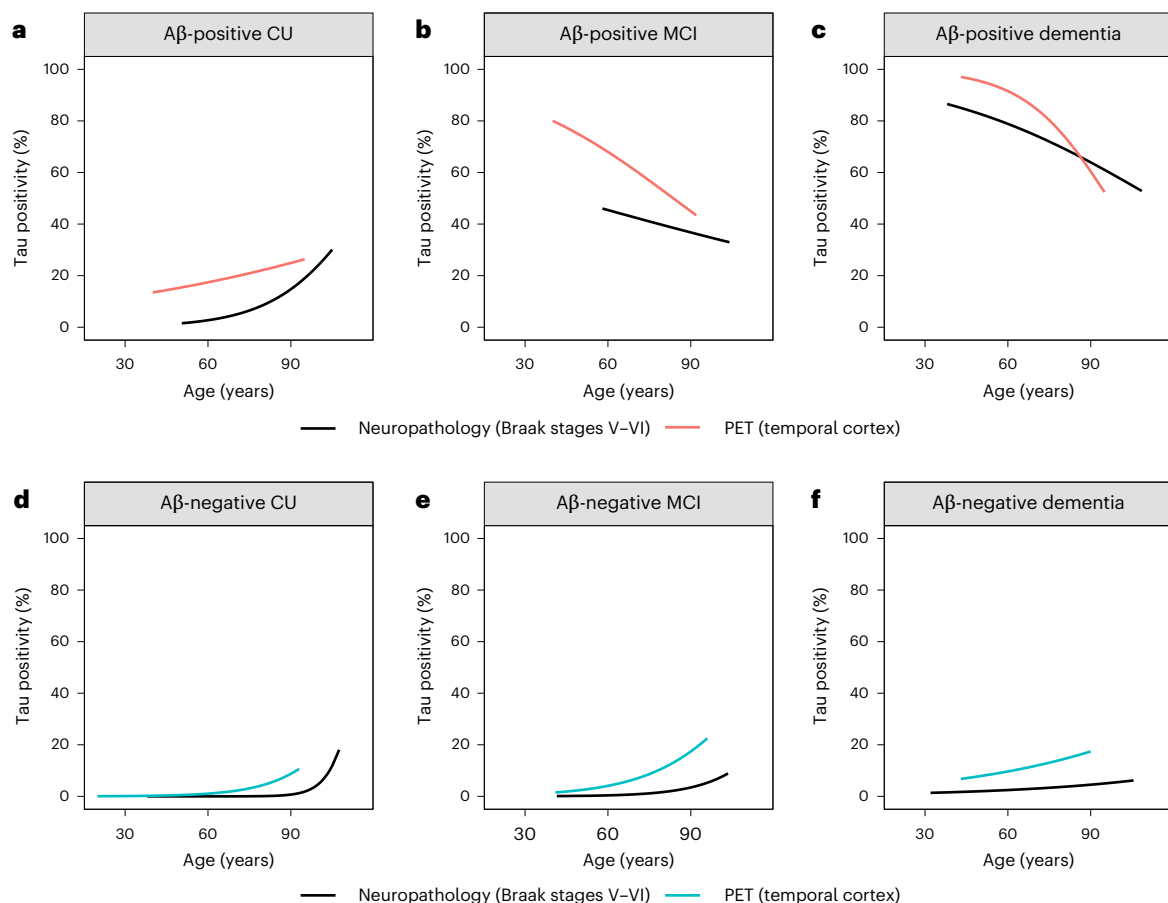 a Aβ-positive CU
b Aβ-positive MCI
c Aβ-positive dementia
Tau positivity (%)
100
80
60
40
20
0
30 60 90
Age (years)
Tau positivity (%)
100
80
60
40
20
0
30 60 90
Age (years)
Tau positivity (%)
100
80
60
40
20
0
30 60 90
Age (years)
Neuropathology (Braak stages V–VI) PET (temporal cortex)
d Aβ-negative CU
e Aβ-negative MCI
f Aβ-negative dementia
Tau positivity (%)
100
80
60
40
20
0
30 60 90
Age (years)
Tau positivity (%)
100
80
60
40
20
0
30 60 90
Age (years)
Tau positivity (%)
100
80
60
40
20
0
30 60 90
Age (years)
Neuropathology (Braak stages V–VI) PET (temporal cortex)